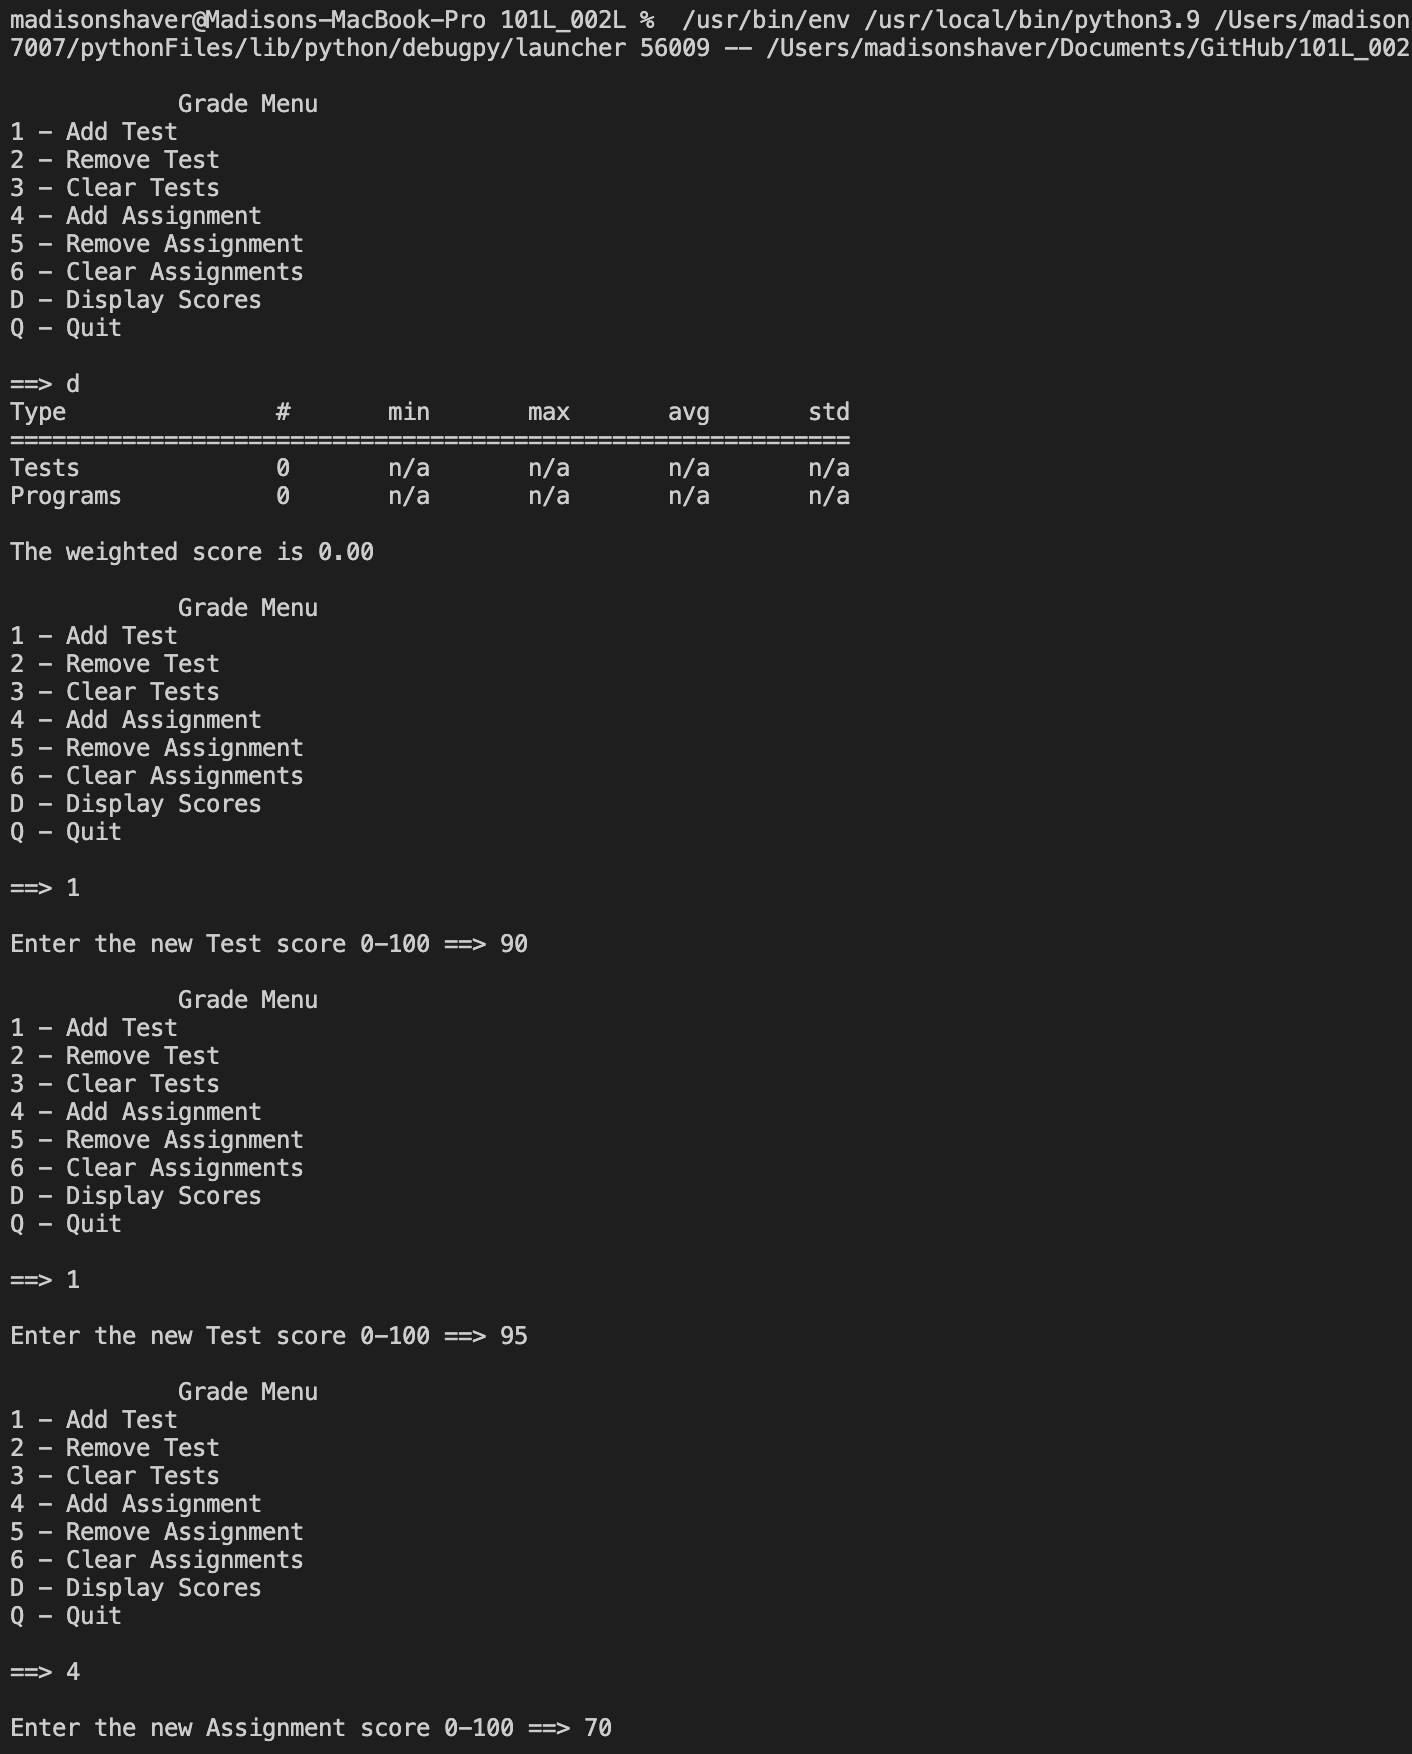 madisonshaver@Madisons-MacBook-Pro 101L_002L %  /usr/bin/env /usr/local/bin/python3.9 /Users/madison
7007/pythonFiles/lib/python/debugpy/launcher 56009 -- /Users/madisonshaver/Documents/GitHub/101L_002
            Grade Menu
1 - Add Test
2 - Remove Test
3 - Clear Tests
4 - Add Assignment
5 - Remove Assignment
6 - Clear Assignments
D - Display Scores
Q - Quit
==> d
Type               #       min       max       avg       std
============================================================
Tests              0       n/a       n/a       n/a       n/a
Programs           0       n/a       n/a       n/a       n/a
The weighted score is 0.00
            Grade Menu
1 - Add Test
2 - Remove Test
3 - Clear Tests
4 - Add Assignment
5 - Remove Assignment
6 - Clear Assignments
D - Display Scores
Q - Quit
==> 1
Enter the new Test score 0-100 ==> 90
            Grade Menu
1 - Add Test
2 - Remove Test
3 - Clear Tests
4 - Add Assignment
5 - Remove Assignment
6 - Clear Assignments
D - Display Scores
Q - Quit
==> 1
Enter the new Test score 0-100 ==> 95
            Grade Menu
1 - Add Test
2 - Remove Test
3 - Clear Tests
4 - Add Assignment
5 - Remove Assignment
6 - Clear Assignments
D - Display Scores
Q - Quit
==> 4
Enter the new Assignment score 0-100 ==> 70